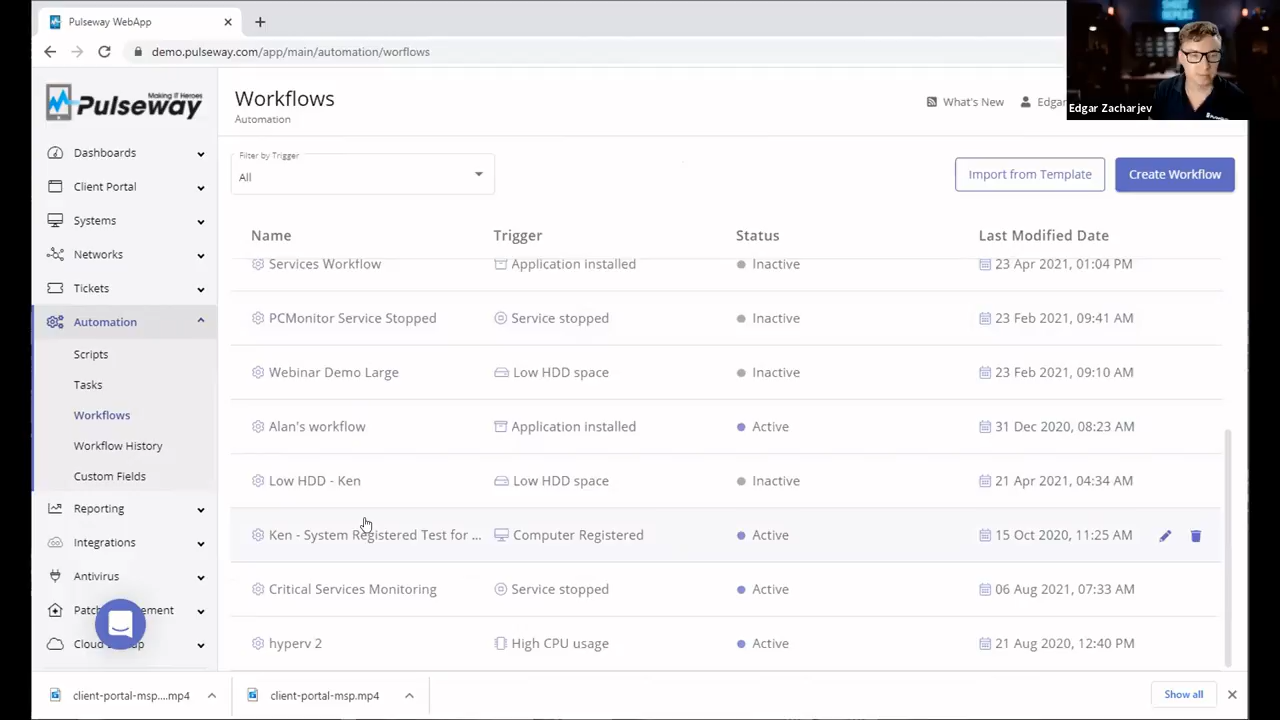 Pulseway WebApp
demo.pulseway.com/app/main/automation/worflows
Edgar Zacharjev
Making IT Heroes
Pulseway
Workflows
Automation
What's New
Edgar
Dashboards
Client Portal
Systems
Networks
Tickets
Automation
Scripts
Tasks
Workflows
Workflow History
Custom Fields
Reporting
Integrations
Antivirus
Filter by Trigger
All
Import from Template
Create Workflow
Name Trigger Status Last Modified Date
Services Workflow Application installed Inactive 23 Apr 2021, 01:04 PM
PCMonitor Service Stopped Service stopped Inactive 23 Feb 2021, 09:41 AM
Webinar Demo Large Low HDD space Inactive 23 Feb 2021, 09:10 AM
Alan's workflow Application installed Active 31 Dec 2020, 08:23 AM
Low HDD - Ken Low HDD space Inactive 21 Apr 2021, 04:34 AM
Ken - System Registered Test for ... Computer Registered Active 15 Oct 2020, 11:25 AM
Critical Services Monitoring Service stopped Active 06 Aug 2021, 07:33 AM
hyperv 2 High CPU usage Active 21 Aug 2020, 12:40 PM
client-portal-msp....mp4
client-portal-msp.mp4
Show all